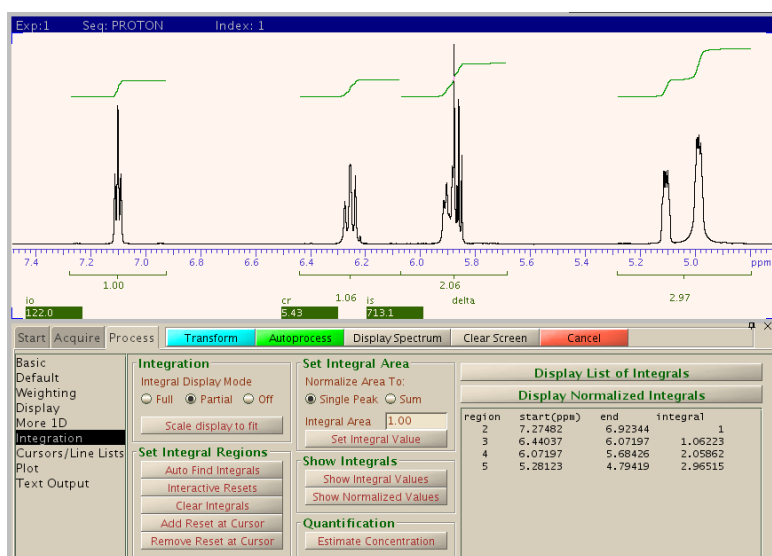 Exp:1 Seq: PROTON Index: 1
7.4 7.2 7.0 6.8 6.6 6.4 6.2 6.0 5.8 5.6 5.4 5.2 5.0 ppm
1.00 1.06 2.06 2.97
io cr is delta
122.0 5.43 713.1
Start Acquire Process Transform Autoprocess Display Spectrum Clear Screen Cancel
Basic
Default
Weighting
Display
More 1D
Integration
Cursors/Line Lists
Plot
Text Output
Integration
Integral Display Mode
Full Partial Off
Scale display to fit
Set Integral Regions
Auto Find Integrals
Interactive Resets
Clear Integrals
Add Reset at Cursor
Remove Reset at Cursor
Set Integral Area
Normalize Area To:
Single Peak Sum
Integral Area 1.00
Set Integral Value
Show Integrals
Show Integral Values
Show Normalized Values
Quantification
Estimate Concentration
Display List of Integrals
Display Normalized Integrals
region start(ppm) end integral
2 7.27482 6.92344 1
3 6.44037 6.07197 1.06223
4 6.07197 5.68426 2.05862
5 5.28123 4.79419 2.96515